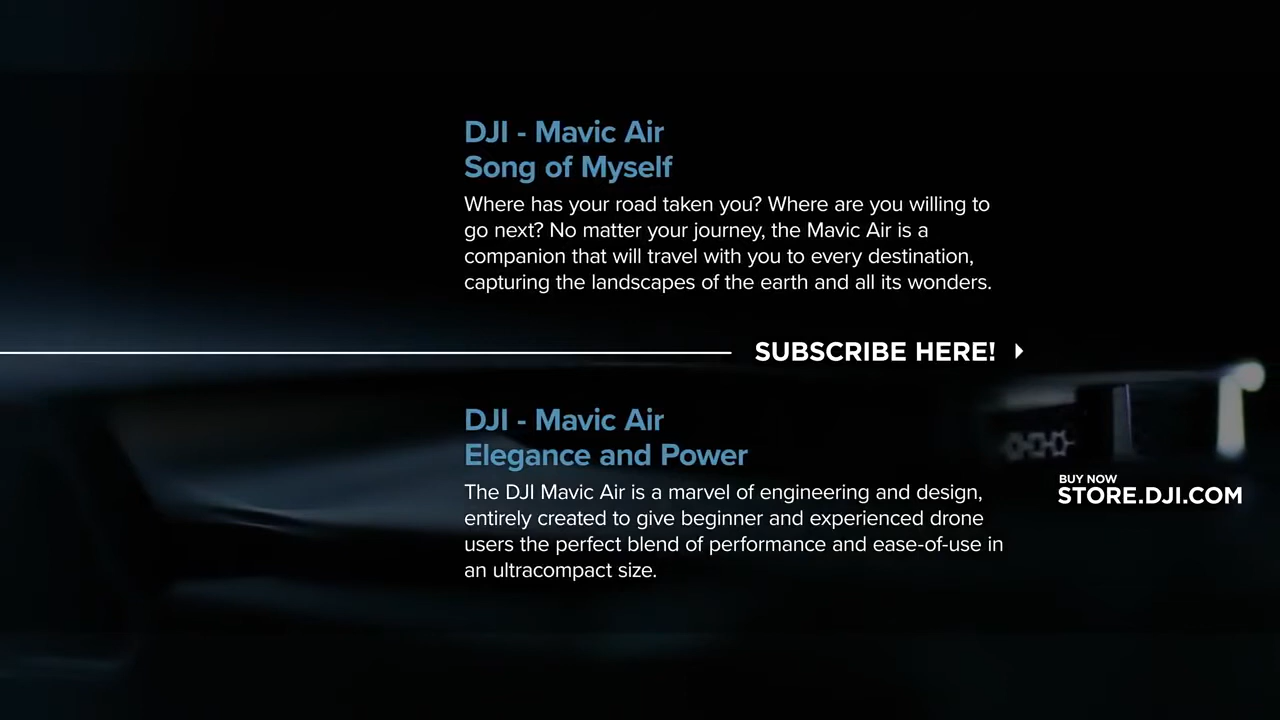 DJI - Mavic Air
Song of Myself
Where has your road taken you? Where are you willing to
go next? No matter your journey, the Mavic Air is a
companion that will travel with you to every destination,
capturing the landscapes of the earth and all its wonders.
SUBSCRIBE HERE!
DJI - Mavic Air
Elegance and Power
The DJI Mavic Air is a marvel of engineering and design,
entirely created to give beginner and experienced drone
users the perfect blend of performance and ease-of-use in
an ultracompact size.
BUY NOW
STORE.DJI.COM